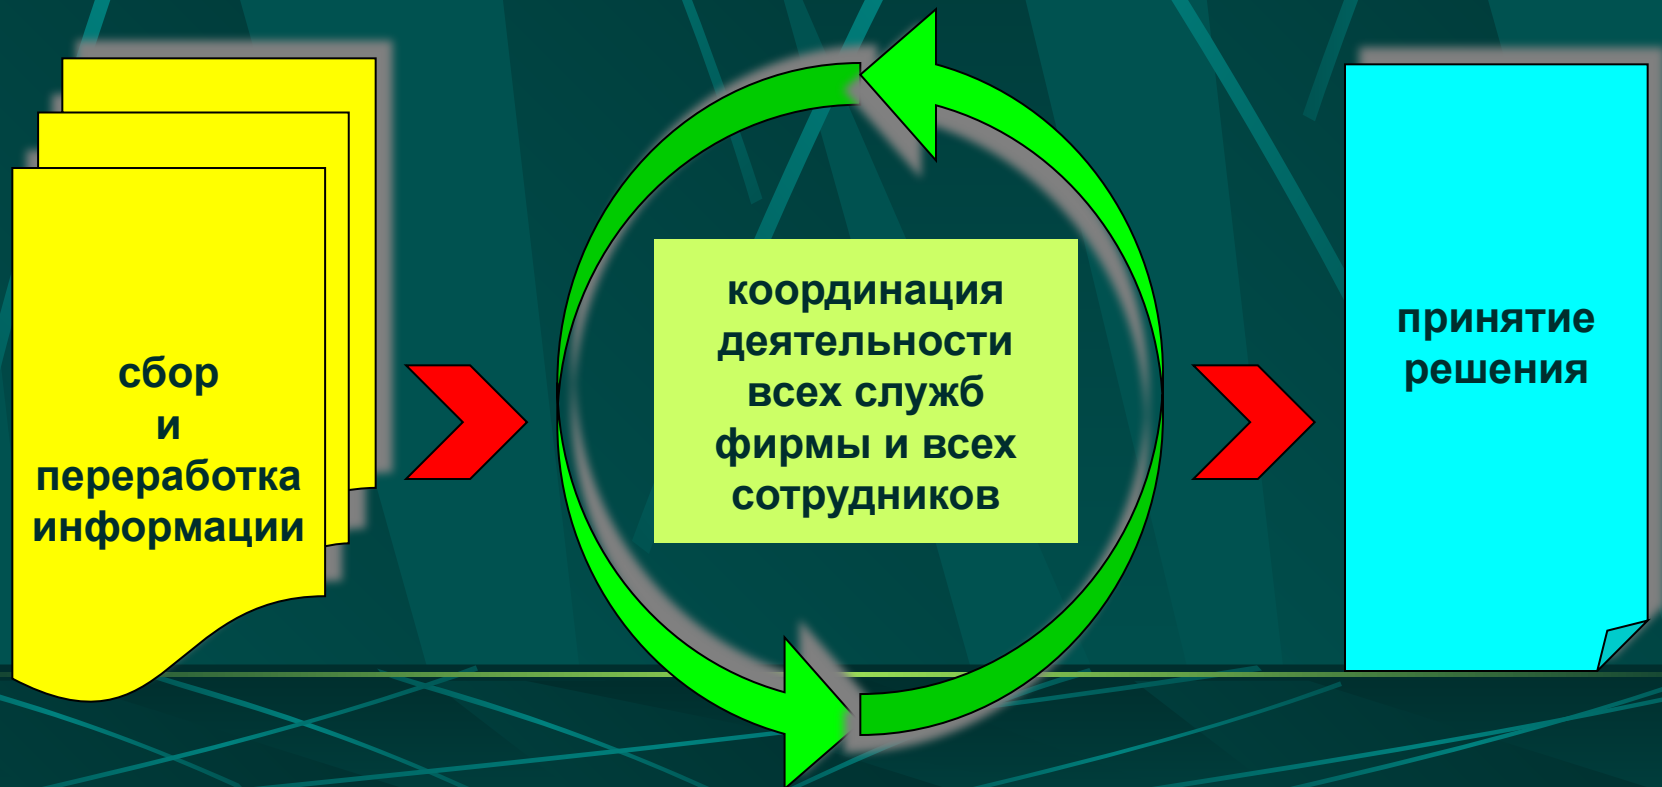 сбор
и
переработка
информации
координация
деятельности
всех служб
фирмы и всех
сотрудников
принятие
решения